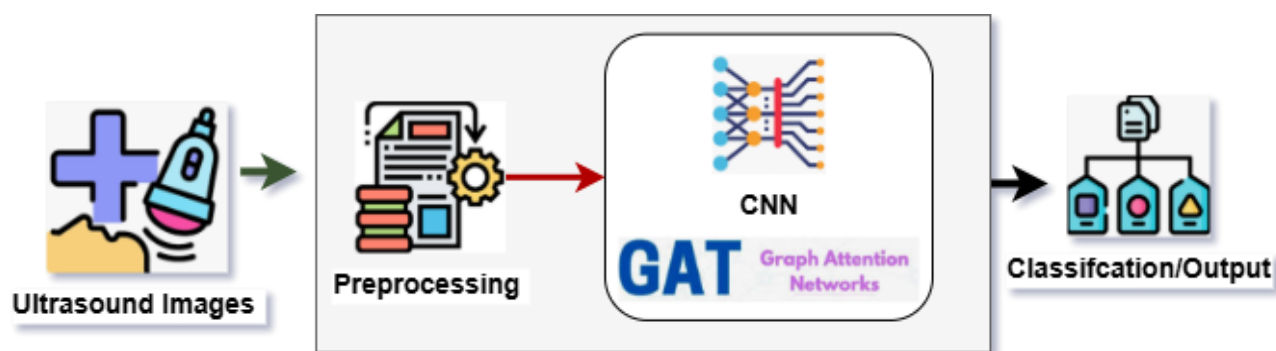 Ultrasound Images
Preprocessing
CNN
GAT
Graph Attention
Networks
Classifcation/Output